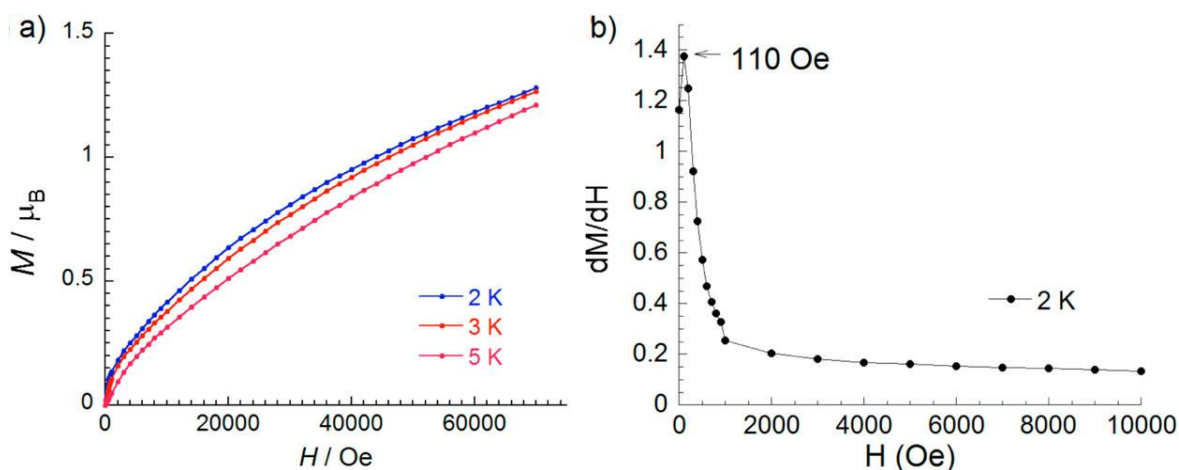 a)
1.5
1
0.5
0
M / μB
2 K
3 K
5 K
0 20000 40000 60000
H / Oe
b)
1.4
1.2
1
0.8
0.6
0.4
0.2
0
dM/dH
110 Oe
2 K
0 2000 4000 6000 8000 10000
H (Oe)